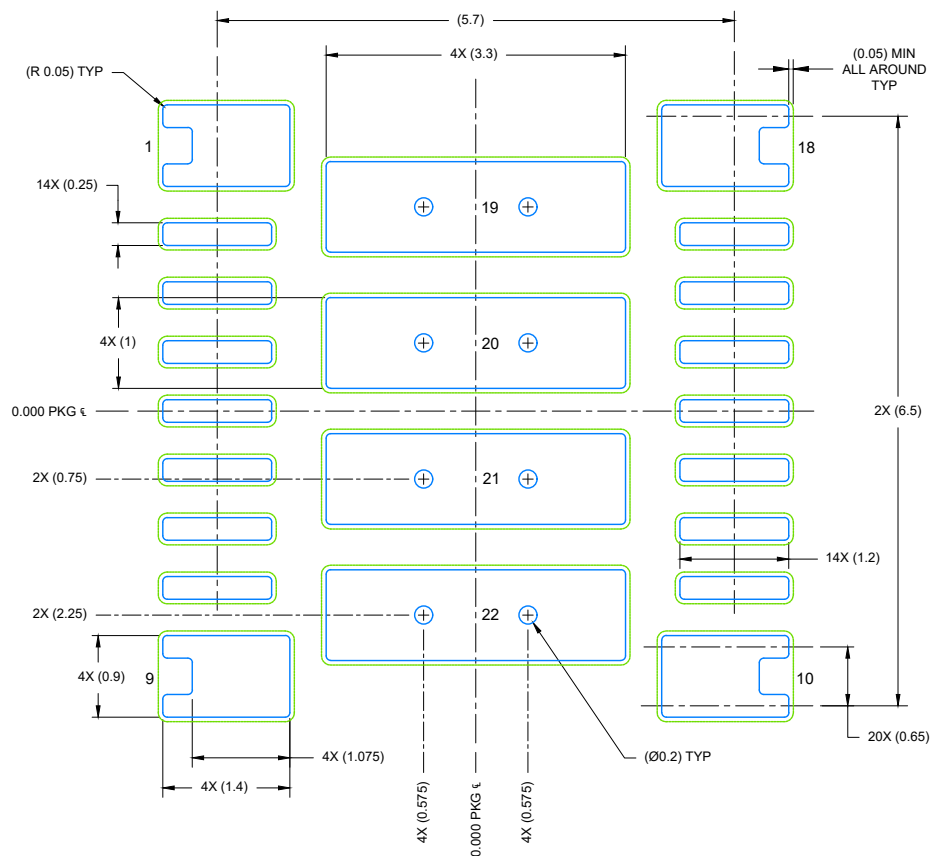 (5.7)
4X (3.3)
(0.05) MIN
ALL AROUND
TYP
(R 0.05) TYP
1
18
14X (0.25)
19
4X (1)
20
0.000 PKG ℄
2X (6.5)
2X (0.75)
21
14X (1.2)
2X (2.25)
22
4X (0.9)
9
10
20X (0.65)
4X (1.075)
(Ø0.2) TYP
4X (1.4)
4X (0.575)
0.000 PKG ℄
4X (0.575)